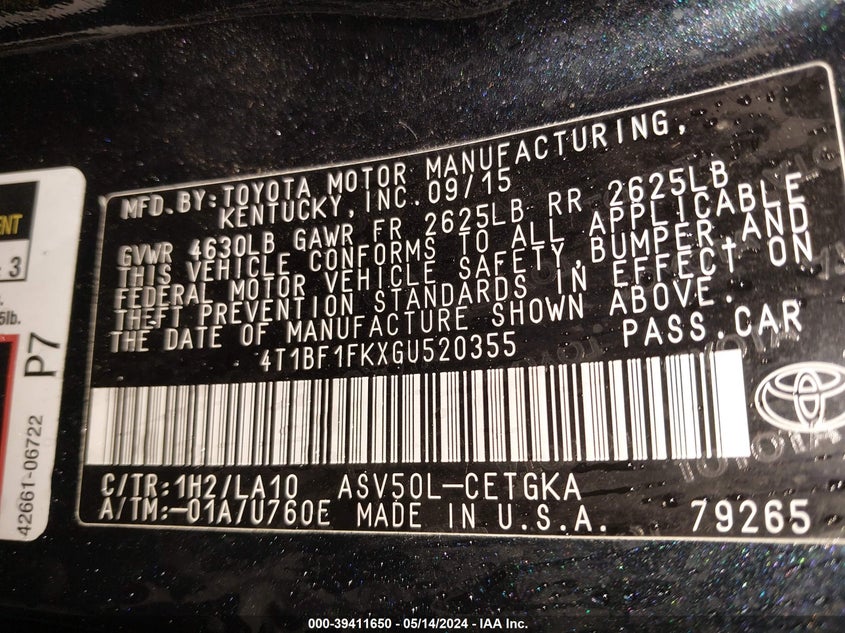 MFD. BY: TOYOTA MOTOR MANUFACTURING,
KENTUCKY, INC. 09/15
GVWR 4630LB GAWR FR 2625LB RR 2625LB
THIS VEHICLE CONFORMS TO ALL APPLICABLE
FEDERAL MOTOR VEHICLE SAFETY, BUMPER, AND
THEFT PREVENTION STANDARDS IN EFFECT ON
THE DATE OF MANUFACTURE SHOWN ABOVE.
4T1BF1FKXGU520355 PASS. CAR
C/TR: 1H2/LA10 ASV50L-CETGKA
A/TM:-01A/U760E MADE IN U.S.A. 79265
3
P7
42661-06722
TOYOTA
000-39411650 - 05/14/2024 - IAA Inc.